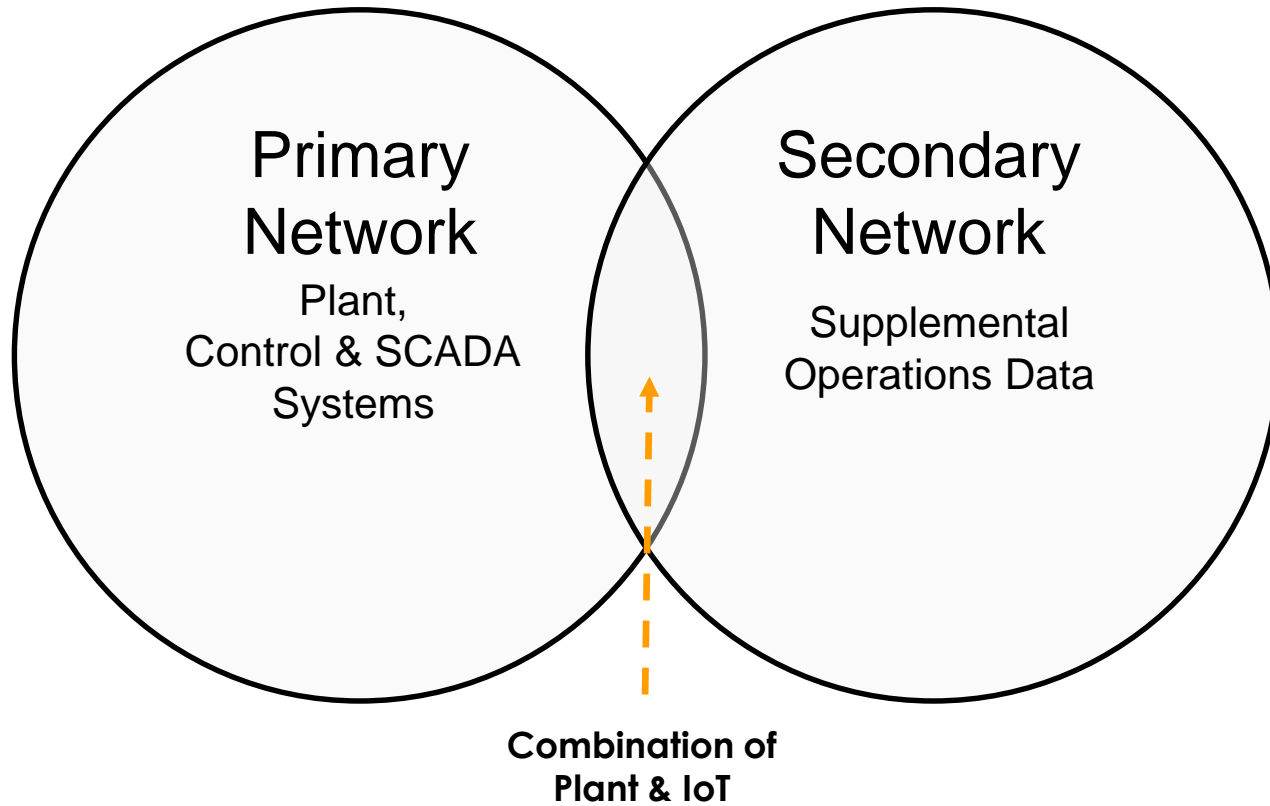 Primary
Network
Plant,
Control & SCADA
Systems
Secondary
Network
Supplemental
Operations Data
Combination of
Plant & IoT